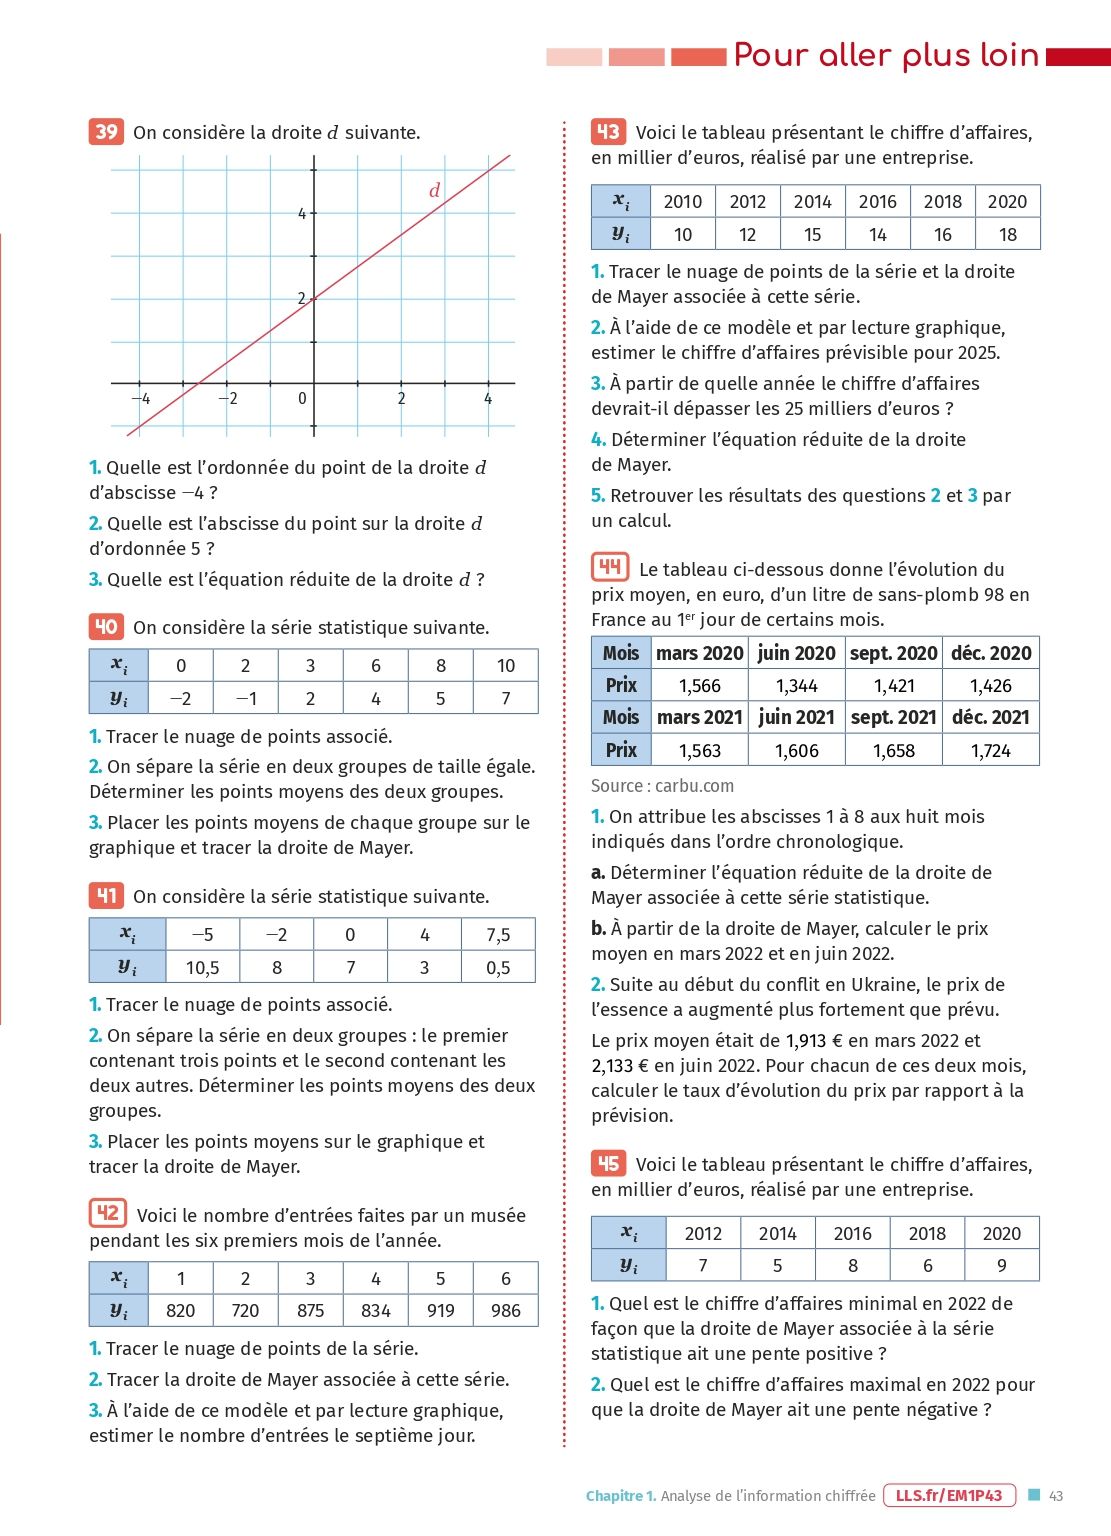 Pour aller plus loin
39 On considère la droite d suivante.
d
4
2
−4 −2 0 2 4
1. Quelle est l’ordonnée du point de la droite d
d’abscisse −4 ?
2. Quelle est l’abscisse du point sur la droite d
d’ordonnée 5 ?
3. Quelle est l’équation réduite de la droite d ?
40 On considère la série statistique suivante.
xi 0 2 3 6 8 10
yi −2 −1 2 4 5 7
1. Tracer le nuage de points associé.
2. On sépare la série en deux groupes de taille égale.
Déterminer les points moyens des deux groupes.
3. Placer les points moyens de chaque groupe sur le
graphique et tracer la droite de Mayer.
41 On considère la série statistique suivante.
xi −5 −2 0 4 7,5
yi 10,5 8 7 3 0,5
1. Tracer le nuage de points associé.
2. On sépare la série en deux groupes : le premier
contenant trois points et le second contenant les
deux autres. Déterminer les points moyens des deux
groupes.
3. Placer les points moyens sur le graphique et
tracer la droite de Mayer.
42 Voici le nombre d’entrées faites par un musée
pendant les six premiers mois de l’année.
xi 1 2 3 4 5 6
yi 820 720 875 834 919 986
1. Tracer le nuage de points de la série.
2. Tracer la droite de Mayer associée à cette série.
3. À l’aide de ce modèle et par lecture graphique,
estimer le nombre d’entrées le septième jour.
43 Voici le tableau présentant le chiffre d’affaires,
en millier d’euros, réalisé par une entreprise.
xi 2010 2012 2014 2016 2018 2020
yi 10 12 15 14 16 18
1. Tracer le nuage de points de la série et la droite
de Mayer associée à cette série.
2. À l’aide de ce modèle et par lecture graphique,
estimer le chiffre d’affaires prévisible pour 2025.
3. À partir de quelle année le chiffre d’affaires
devrait-il dépasser les 25 milliers d’euros ?
4. Déterminer l’équation réduite de la droite
de Mayer.
5. Retrouver les résultats des questions 2 et 3 par
un calcul.
44 Le tableau ci-dessous donne l’évolution du
prix moyen, en euro, d’un litre de sans-plomb 98 en
France au 1er jour de certains mois.
Mois mars 2020 juin 2020 sept. 2020 déc. 2020
Prix 1,566 1,344 1,421 1,426
Mois mars 2021 juin 2021 sept. 2021 déc. 2021
Prix 1,563 1,606 1,658 1,724
Source : carbu.com
1. On attribue les abscisses 1 à 8 aux huit mois
indiqués dans l’ordre chronologique.
a. Déterminer l’équation réduite de la droite de
Mayer associée à cette série statistique.
b. À partir de la droite de Mayer, calculer le prix
moyen en mars 2022 et en juin 2022.
2. Suite au début du conflit en Ukraine, le prix de
l’essence a augmenté plus fortement que prévu.
Le prix moyen était de 1,913 € en mars 2022 et
2,133 € en juin 2022. Pour chacun de ces deux mois,
calculer le taux d’évolution du prix par rapport à la
prévision.
45 Voici le tableau présentant le chiffre d’affaires,
en millier d’euros, réalisé par une entreprise.
xi 2012 2014 2016 2018 2020
yi 7 5 8 6 9
1. Quel est le chiffre d’affaires minimal en 2022 de
façon que la droite de Mayer associée à la série
statistique ait une pente positive ?
2. Quel est le chiffre d’affaires maximal en 2022 pour
que la droite de Mayer ait une pente négative ?
Chapitre 1. Analyse de l’information chiffrée LLS.fr/EM1P43 43